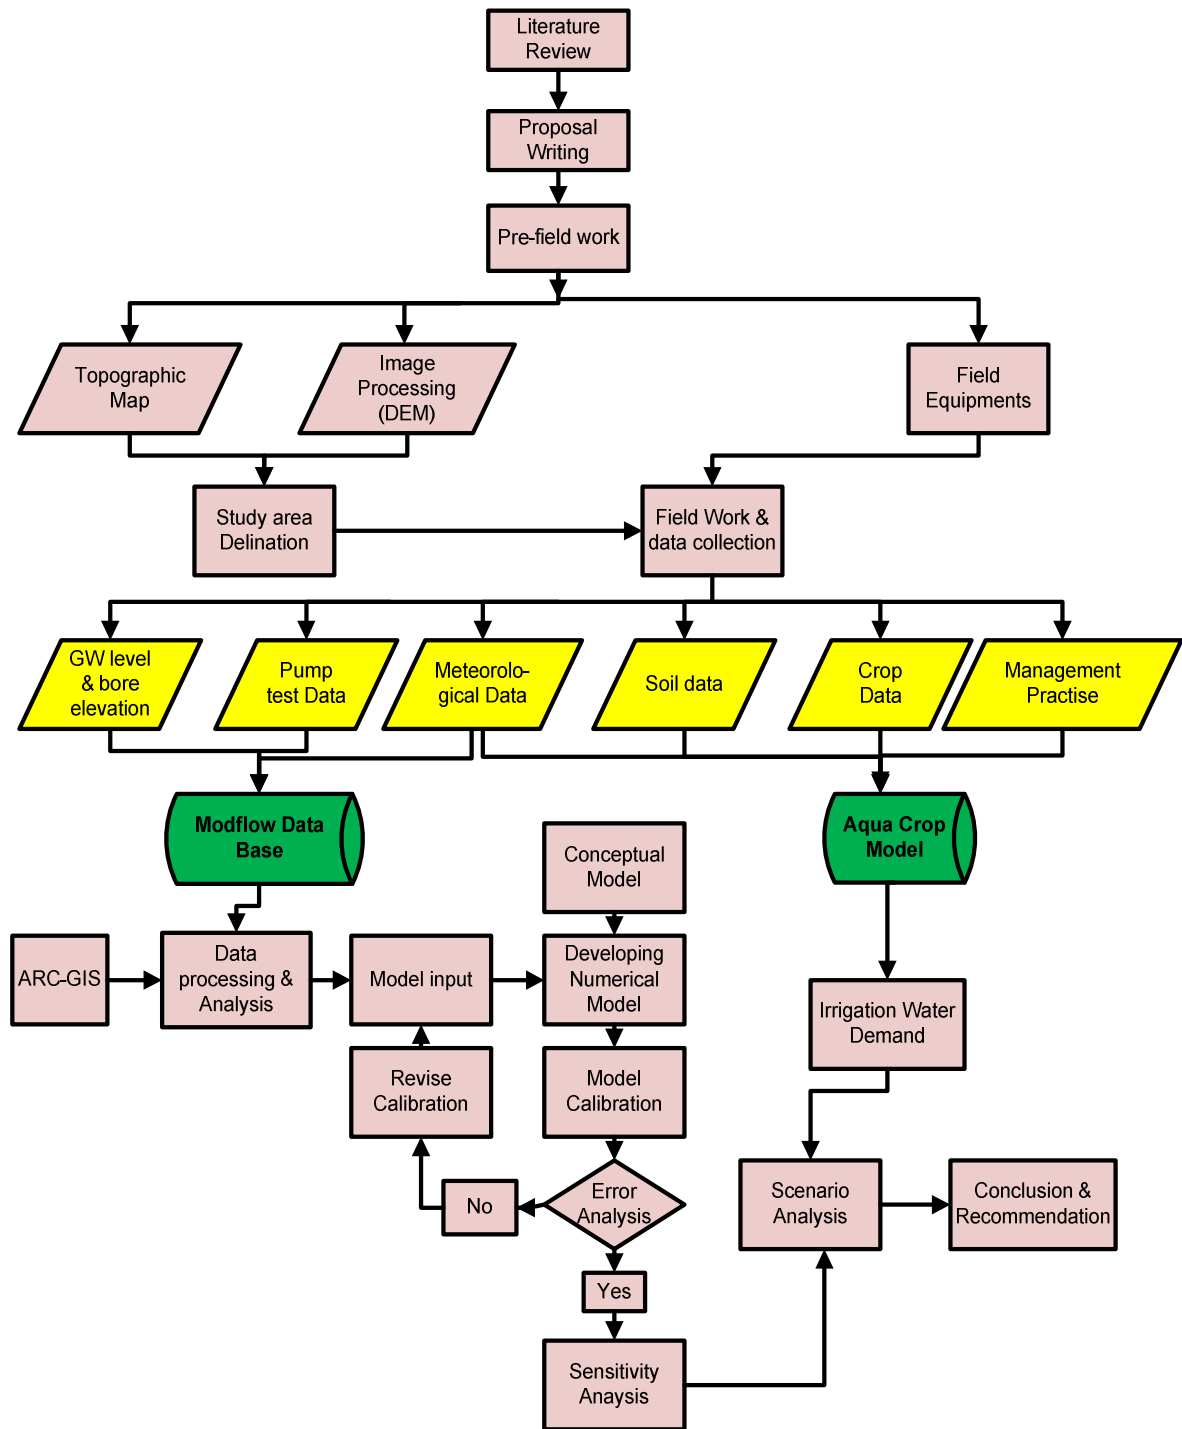 Literature
Review
Proposal
Writing
Pre-field work
Topographic
Map
Image
Processing
(DEM)
Field
Equipments
Study area
Delination
Field Work &
data collection
GW level
& bore
elevation
Pump
test Data
Meteorolo-
gical Data
Soil data
Crop
Data
Management
Practise
Modflow Data
Base
Aqua Crop
Model
Conceptual
Model
ARC-GIS
Data
processing &
Analysis
Model input
Developing
Numerical
Model
Irrigation Water
Demand
Revise
Calibration
Model
Calibration
No
Error
Analysis
Scenario
Analysis
Conclusion &
Recommendation
Yes
Sensitivity
Anaysis